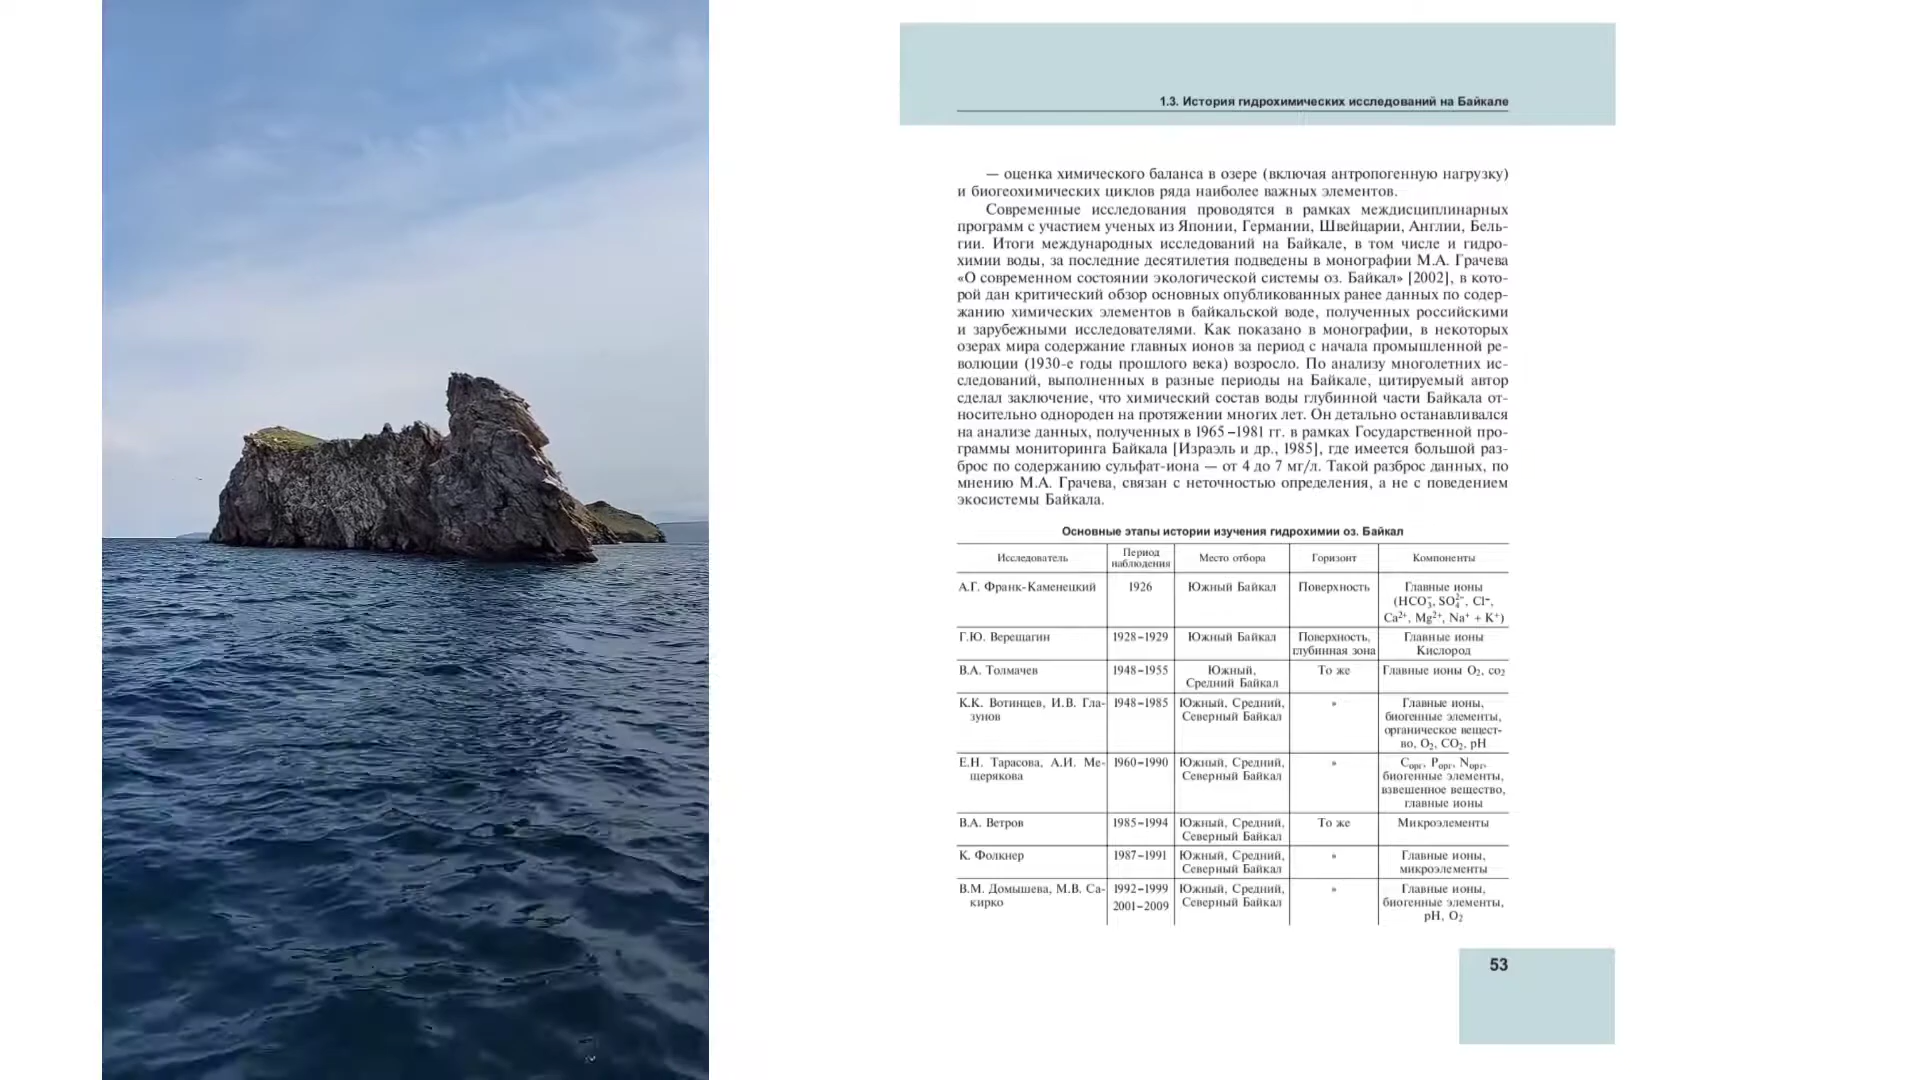 1.3. История гидрохимических исследований на Байкале
— оценка химического баланса в озере (включая антропогенную нагрузку)
и биогеохимических циклов ряда наиболее важных элементов.
Современные исследования проводятся в рамках междисциплинарных
программ с участием ученых из Японии, Германии, Швейцарии, Англии, Бель-
гии. Итоги международных исследований на Байкале, в том числе и гидро-
химии воды, за последние десятилетия подведены в монографии М.А. Грачева
«О современном состоянии экологической системы оз. Байкал» [2002], в кото-
рой дан критический обзор основных опубликованных ранее данных по содер-
жанию химических элементов в байкальской воде, полученных российскими
и зарубежными исследователями. Как показано в монографии, в некоторых
озерах мира содержание главных ионов за период с начала промышленной ре-
волюции (1930-е годы прошлого века) возросло. По анализу многолетних ис-
следований, выполненных в разные периоды на Байкале, цитируемый автор
сделал заключение, что химический состав воды глубинной части Байкала от-
носительно однороден на протяжении многих лет. Он детально останавливался
на анализе данных, полученных в 1965–1981 гг. в рамках Государственной про-
граммы мониторинга Байкала [Израэль и др., 1985], где имеется большой раз-
брос по содержанию сульфат-иона — от 4 до 7 мг/л. Такой разброс данных, по
мнению М.А. Грачева, связан с неточностью определения, а не с поведением
экосистемы Байкала.
Основные этапы истории изучения гидрохимии оз. Байкал
Исследователь Период наблюдения Место отбора Горизонт Компоненты
А.Г. Франк-Каменецкий 1926 Южный Байкал Поверхность Главные ионы
(HCO₃⁻, SO₄²⁻, Cl⁻,
Ca²⁺, Mg²⁺, Na⁺ + K⁺)
Г.Ю. Верещагин 1928–1929 Южный Байкал Поверхность, Главные ионы
глубинная зона Кислород
В.А. Толмачев 1948–1955 Южный, То же Главные ионы O₂, co₂
Средний Байкал
К.К. Вотинцев, И.В. Гла- 1948–1985 Южный, Средний, » Главные ионы,
зунов Северный Байкал биогенные элементы,
органическое вещест-
во, O₂, CO₂, pH
Е.Н. Тарасова, А.И. Ме- 1960–1990 Южный, Средний, » Cорг, Pорг, Nорг,
щерякова Северный Байкал биогенные элементы,
взвешенное вещество,
главные ионы
В.А. Ветров 1985–1994 Южный, Средний, То же Микроэлементы
Северный Байкал
К. Фолкнер 1987–1991 Южный, Средний, » Главные ионы,
Северный Байкал микроэлементы
В.М. Домышева, М.В. Са- 1992–1999 Южный, Средний, » Главные ионы,
кирко 2001–2009 Северный Байкал биогенные элементы,
pH, O₂
53